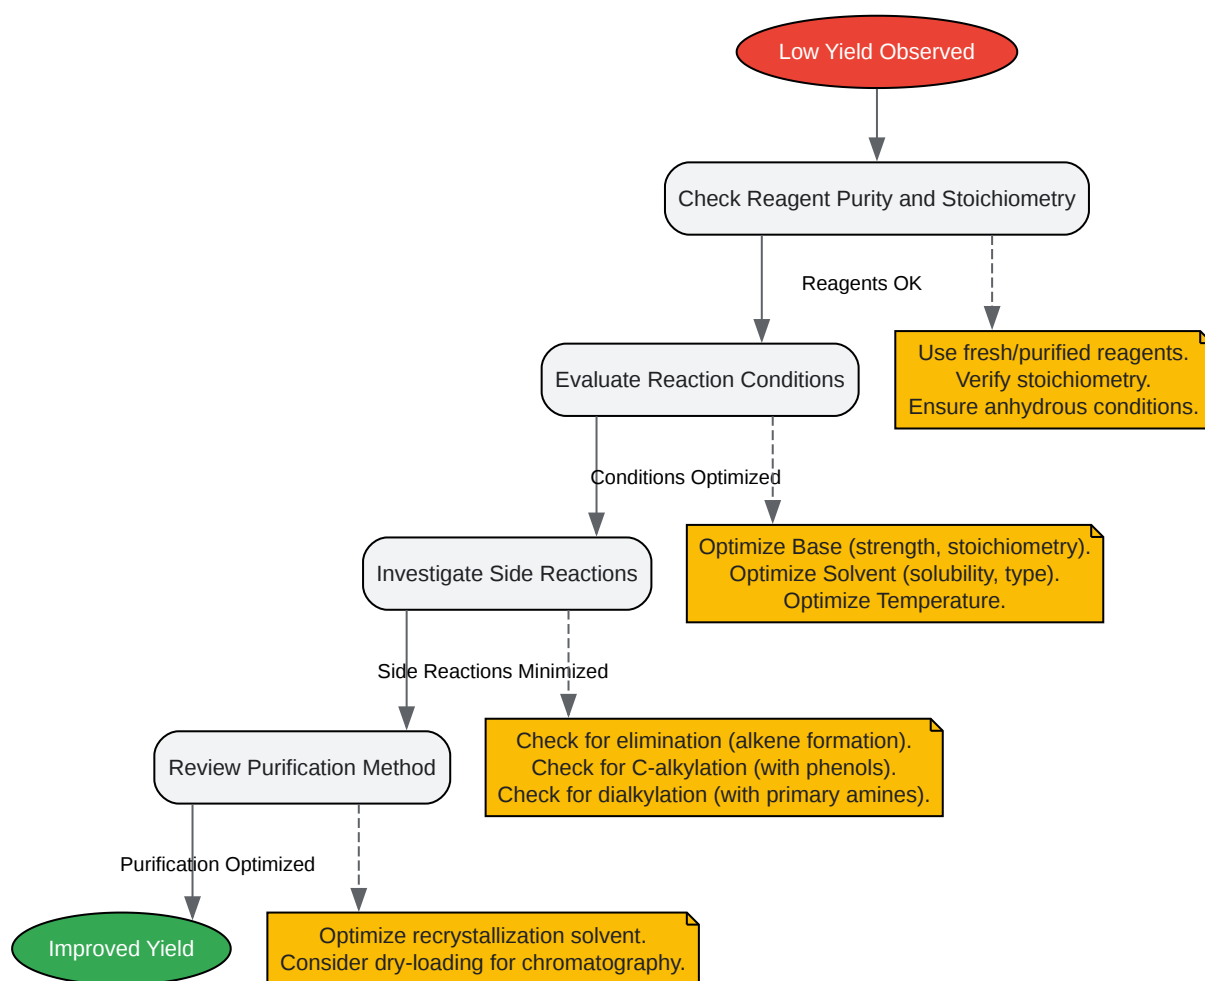 Low Yield Observed
Check Reagent Purity and Stoichiometry
Reagents OK
Use fresh/purified reagents.
Verify stoichiometry.
Ensure anhydrous conditions.
Evaluate Reaction Conditions
Conditions Optimized
Optimize Base (strength, stoichiometry).
Optimize Solvent (solubility, type).
Optimize Temperature.
Investigate Side Reactions
Side Reactions Minimized
Check for elimination (alkene formation).
Check for C-alkylation (with phenols).
Check for dialkylation (with primary amines).
Review Purification Method
Purification Optimized
Optimize recrystallization solvent.
Consider dry-loading for chromatography.
Improved Yield